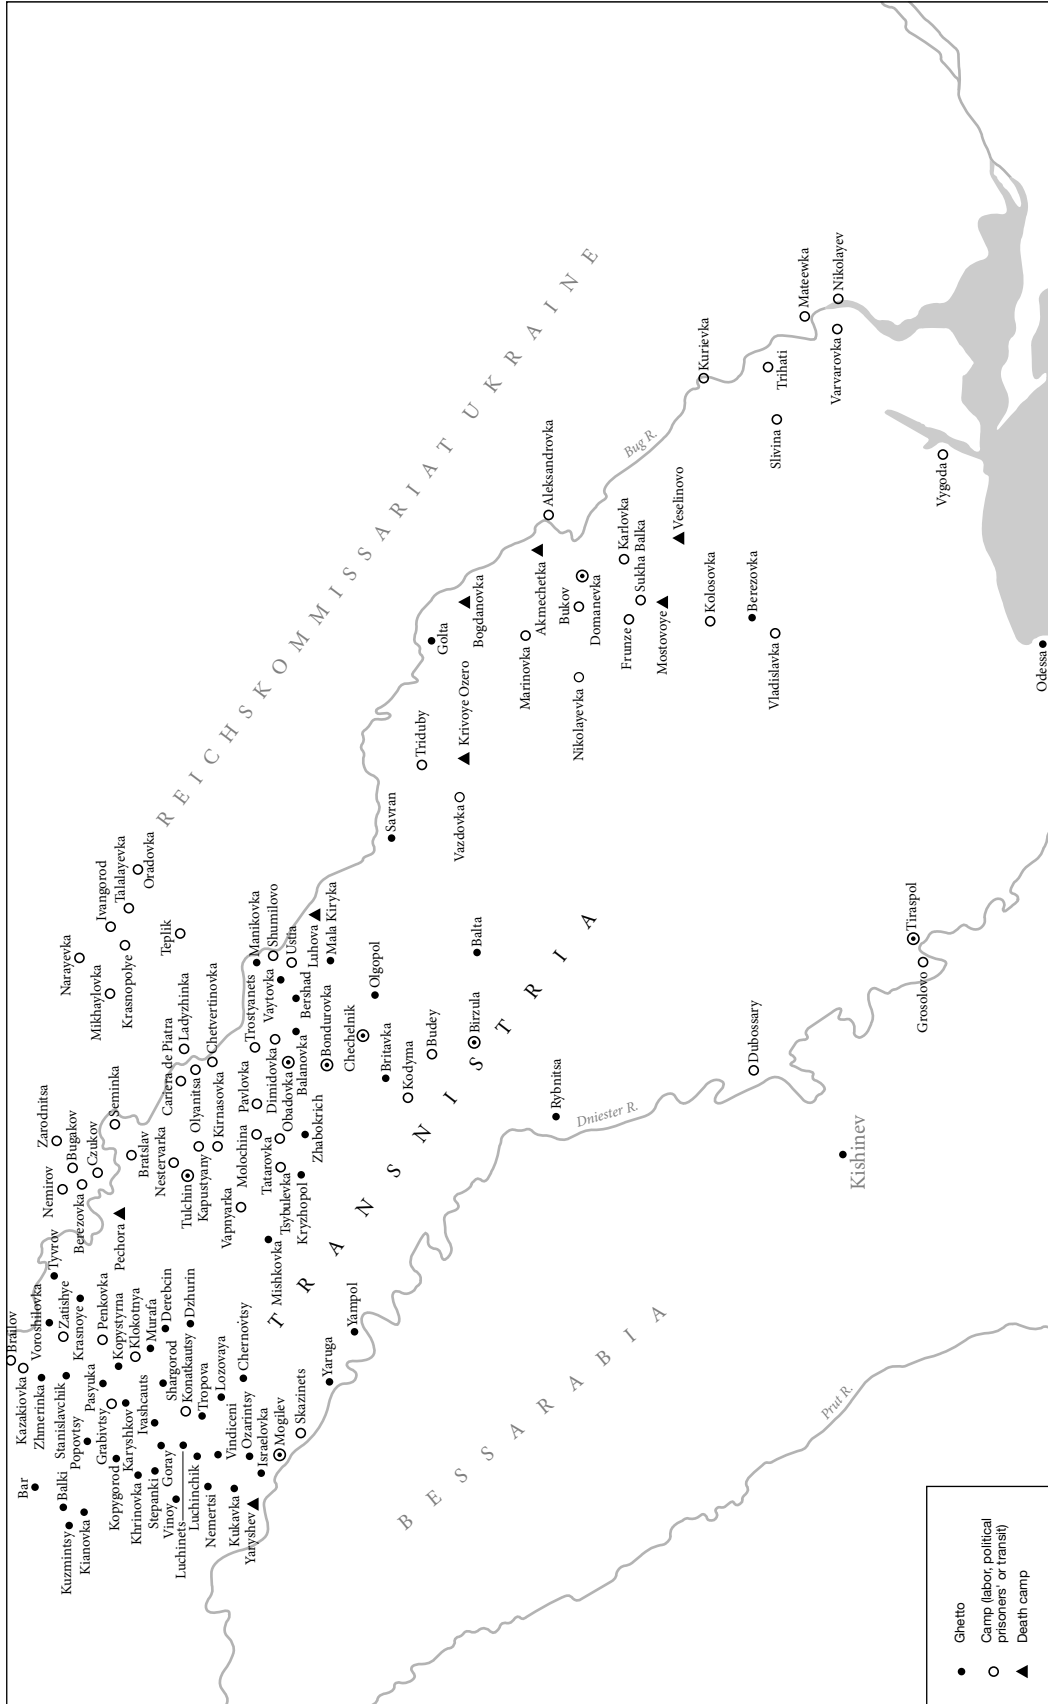 Brailov
Kazakiovka
Voroshilovka
Zhmerinka
Tyvrov
Bar
Stanislavchik
Zatishye
Balki
Popovtsy
Krasnoye
Kuzmintsy
Kianovka
Pasyuka
Penkovka
Grabivtsy
Kopystyrna
Kopygorod
Karyshkov
Klokotnya
Khrinovka
Ivashcauts
Murafa
Stepanki
Goray
Shargorod
Derebcin
Vinoy
Konatkautsy
Dzhurin
Luchinets
Luchinchik
Tropova
Nemertsi
Vindiceni
Lozovaya
Kukavka
Ozarintsy
Chernovtsy
Yaryshev
Israelovka
Mogilev
Skazinets
Yaruga
Yampol
Mishkovka
Zarodnitsa
Nemirov
Bugakov
Berezovka
Czukov
Seminka
Pechora
Bratslav
Nestervarka
Tulchin
Kapustyany
Cariera de Piatra
Ladyzhinka
Olyanitsa
Kirnasovka
Chetvertinovka
Vapnyarka
Molochina
Pavlovka
Trostyanets
Manikovka
Tatarovka
Dimidovka
Vaytovka
Shumilovo
Tsybulevka
Obadovka
Ustia
Kryzhopol
Balanovka
Bershad
Luhova
Zhabokrich
Bondurovka
Mala Kiryka
Chechelnik
Olgopol
Britavka
Kodyma
Budey
Birzula
Balta
Rybnitsa
Narayevka
Mikhaylovka
Ivangorod
Krasnopolye
Talalayevka
Oradovka
Teplik
REICHSKOMMISSARIAT UKRAINE
TRANSNISTRIA
BESSARABIA
Savran
Triduby
Golta
Vazdovka
Krivoye Ozero
Bogdanovka
Marinovka
Akmechetka
Aleksandrovka
Nikolayevka
Bukov
Domanevka
Frunze
Karlovka
Sukha Balka
Mostovoye
Veselinovo
Kolosovka
Berezovka
Vladislavka
Bug R.
Kurievka
Slivina
Trihati
Mateewka
Varvarovka
Nikolayev
Vygoda
Odessa
Dniester R.
Dubossary
Kishinev
Grosolovo
Tiraspol
Prut R.
Ghetto
Camp (labor, political
prisoners' or transit)
Death camp